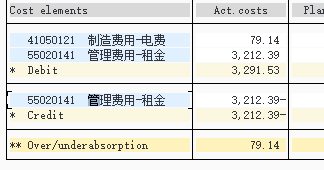 Cost elements Act.costs Plan
41050121 制造费用-电费 79.14
55020141 管理费用-租金 3,212.39
* Debit 3,291.53
55020141 管理费用-租金 3,212.39-
* Credit 3,212.39-
** Over/underabsorption 79.14